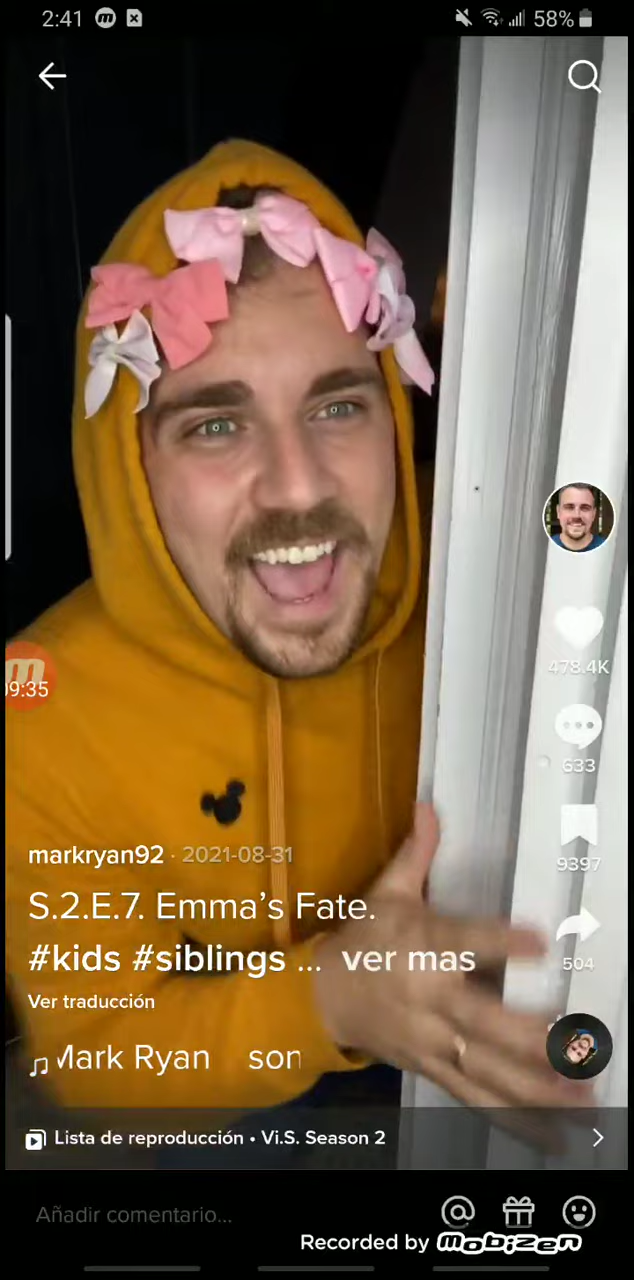 2:41
58%
478.4K
09:35
633
markryan92 · 2021-08-31
9397
S.2.E.7. Emma's Fate.
#kids #siblings ... ver mas
504
Ver traducción
Mark Ryan son
Lista de reproducción • Vi.S. Season 2
Añadir comentario...
Recorded by mobizen